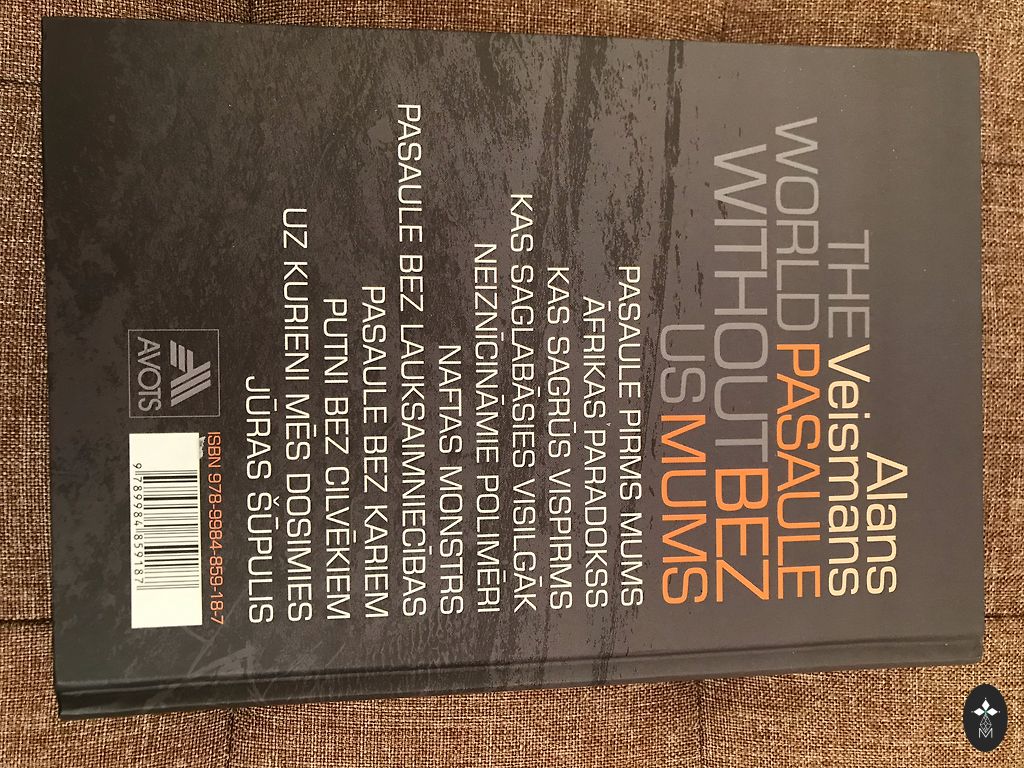 Alans
THE Veismans
WORLD PASAULE
WITHOUT BEZ
US MUMS
PASAULE PIRMS MUMS
ĀFRIKAS PARADOKSS
KAS SAGRŪS VISPIRMS
KAS SAGLABĀSIES VISILGĀK
NEIZNĪCINĀMIE POLIMĒRI
NAFTAS MONSTRS
PASAULE BEZ LAUKSAIMNIECĪBAS
PASAULE BEZ KARIEM
PUTNI BEZ CILVĒKIEM
UZ KURIENI MĒS DOSIMIES
JŪRAS ŠŪPULIS
AVOTS
ISBN 978-9984-859-18-7
9789984859187
M